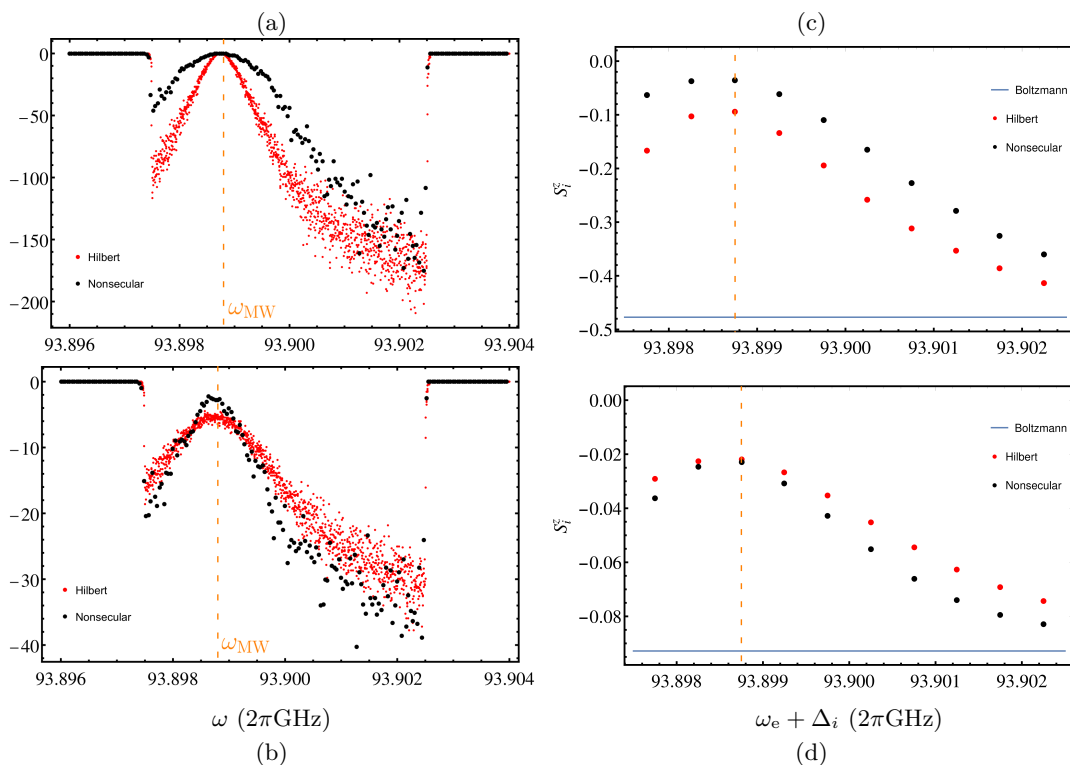 (a)
0
−50
−100
−150
−200
Hilbert
Nonsecular
ω_MW
93.896 93.898 93.900 93.902 93.904
0
−10
−20
−30
−40
Hilbert
Nonsecular
ω_MW
93.896 93.898 93.900 93.902 93.904
ω (2πGHz)
(b)
(c)
0.0
−0.1
−0.2
−0.3
−0.4
−0.5
S_i^z
Boltzmann
Hilbert
Nonsecular
93.898 93.899 93.900 93.901 93.902
0.00
−0.02
−0.04
−0.06
−0.08
S_i^z
Boltzmann
Hilbert
Nonsecular
93.898 93.899 93.900 93.901 93.902
ω_e + Δ_i (2πGHz)
(d)